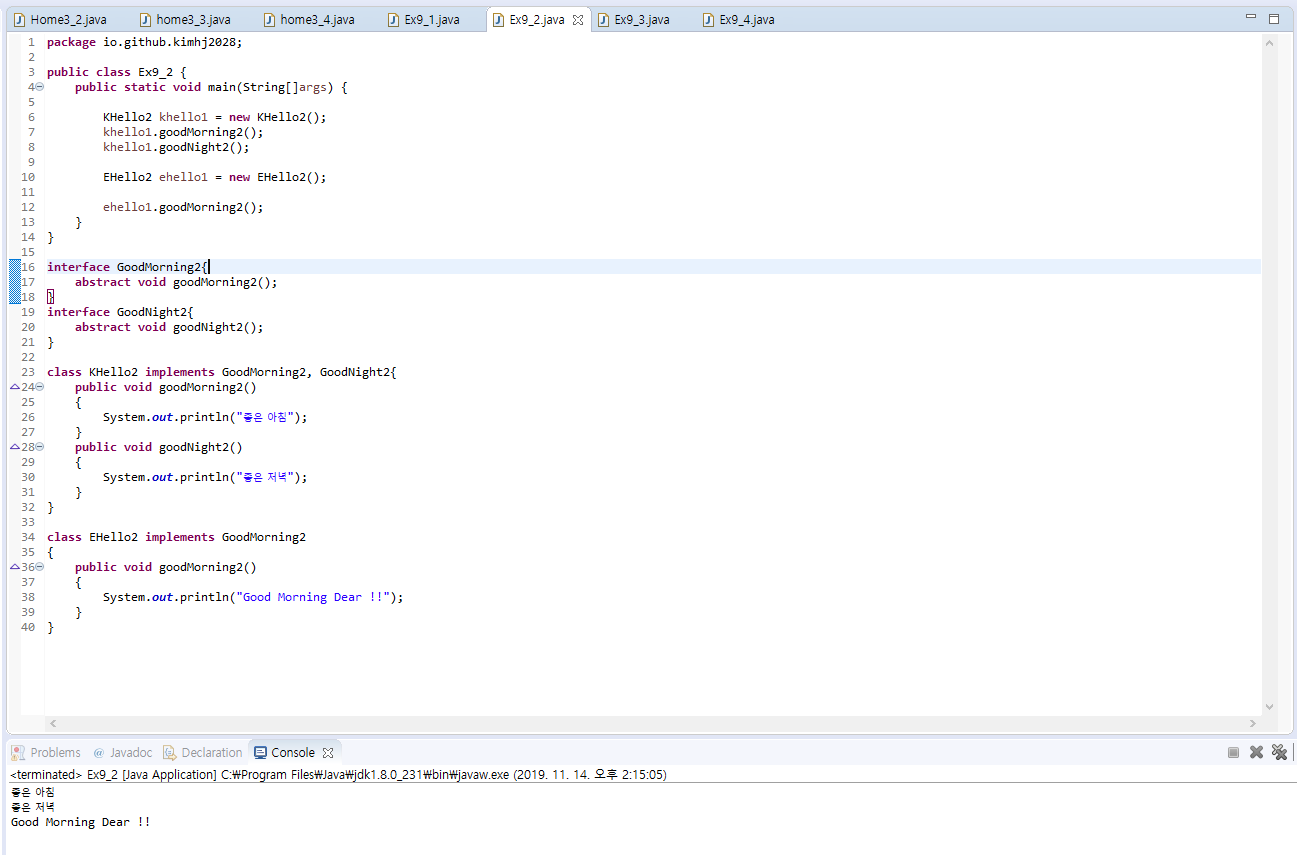 Home3_2.java home3_3.java home3_4.java Ex9_1.java Ex9_2.java Ex9_3.java Ex9_4.java
1 package io.github.kimhj2028;
2
3 public class Ex9_2 {
4 public static void main(String[]args) {
5
6 KHello2 khello1 = new KHello2();
7 khello1.goodMorning2();
8 khello1.goodNight2();
9
10 EHello2 ehello1 = new EHello2();
11
12 ehello1.goodMorning2();
13 }
14 }
15
16 interface GoodMorning2{
17 abstract void goodMorning2();
18 }
19 interface GoodNight2{
20 abstract void goodNight2();
21 }
22
23 class KHello2 implements GoodMorning2, GoodNight2{
24 public void goodMorning2()
25 {
26 System.out.println("좋은 아침");
27 }
28 public void goodNight2()
29 {
30 System.out.println("좋은 저녁");
31 }
32 }
33
34 class EHello2 implements GoodMorning2
35 {
36 public void goodMorning2()
37 {
38 System.out.println("Good Morning Dear !!");
39 }
40 }
Problems @ Javadoc Declaration Console
<terminated> Ex9_2 [Java Application] C:₩Program Files₩Java₩jdk1.8.0_231₩bin₩javaw.exe (2019. 11. 14. 오후 2:15:05)
좋은 아침
좋은 저녁
Good Morning Dear !!